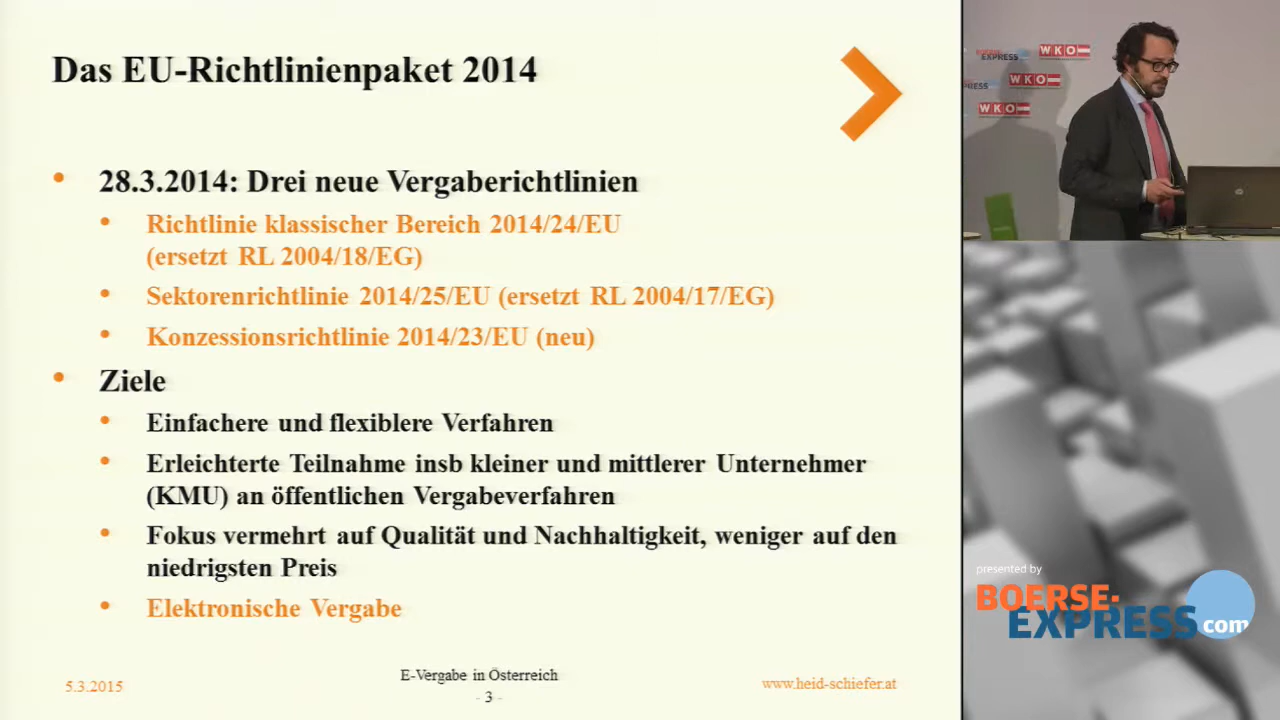 Das EU-Richtlinienpaket 2014
28.3.2014: Drei neue Vergaberichtlinien
Richtlinie klassischer Bereich 2014/24/EU
(ersetzt RL 2004/18/EG)
Sektorenrichtlinie 2014/25/EU (ersetzt RL 2004/17/EG)
Konzessionsrichtlinie 2014/23/EU (neu)
Ziele
Einfachere und flexiblere Verfahren
Erleichterte Teilnahme insb kleiner und mittlerer Unternehmer
(KMU) an öffentlichen Vergabeverfahren
Fokus vermehrt auf Qualität und Nachhaltigkeit, weniger auf den
niedrigsten Preis
Elektronische Vergabe
5.3.2015
E-Vergabe in Österreich
- 3 -
www.heid-schiefer.at
BOERSE-
EXPRESS
WKO
WKO
WKO
presented by
BOERSE-
EXPRESS
com